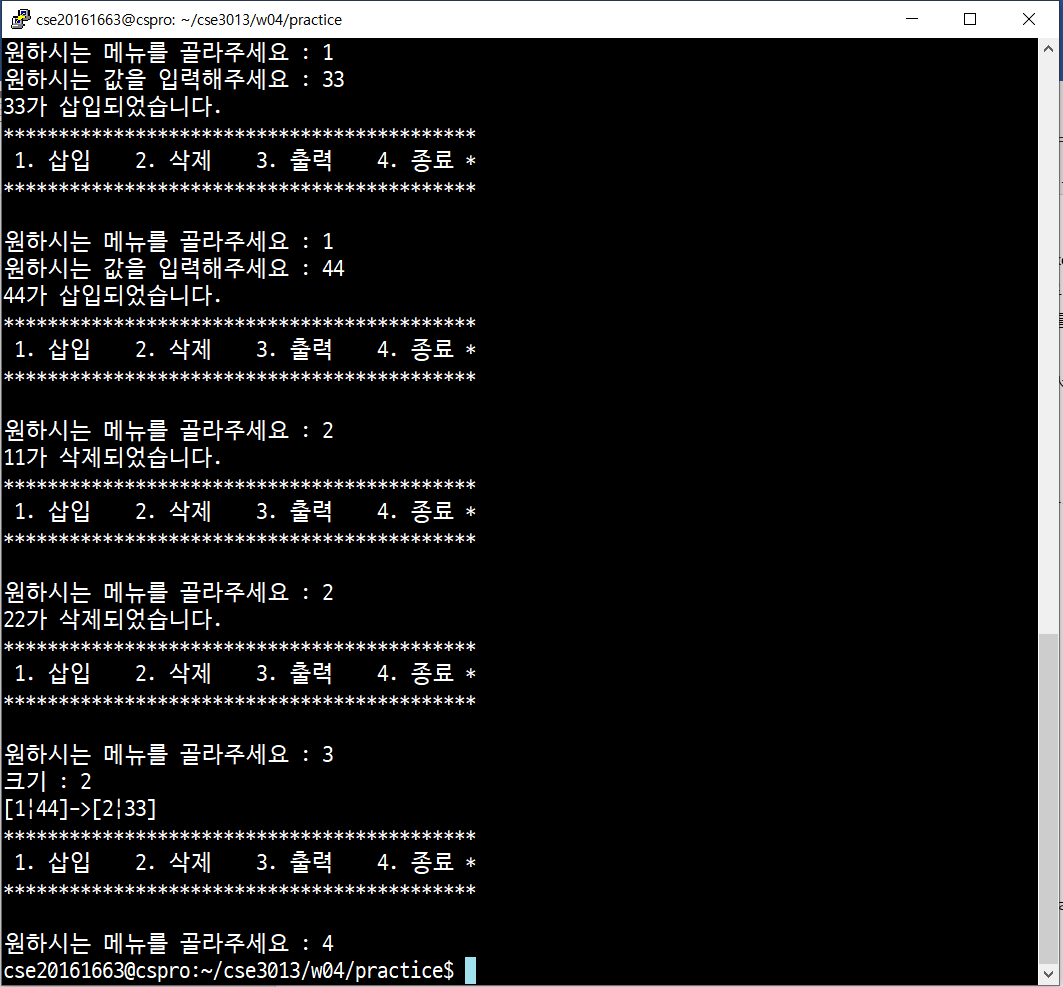 cse20161663@cspro: ~/cse3013/w04/practice
원하시는 메뉴를 골라주세요 : 1
원하시는 값을 입력해주세요 : 33
33가 삽입되었습니다.
*******************************************
1. 삽입 2. 삭제 3. 출력 4. 종료 *
*******************************************
원하시는 메뉴를 골라주세요 : 1
원하시는 값을 입력해주세요 : 44
44가 삽입되었습니다.
*******************************************
1. 삽입 2. 삭제 3. 출력 4. 종료 *
*******************************************
원하시는 메뉴를 골라주세요 : 2
11가 삭제되었습니다.
*******************************************
1. 삽입 2. 삭제 3. 출력 4. 종료 *
*******************************************
원하시는 메뉴를 골라주세요 : 2
22가 삭제되었습니다.
*******************************************
1. 삽입 2. 삭제 3. 출력 4. 종료 *
*******************************************
원하시는 메뉴를 골라주세요 : 3
크기 : 2
[1¦44]->[2¦33]
*******************************************
1. 삽입 2. 삭제 3. 출력 4. 종료 *
*******************************************
원하시는 메뉴를 골라주세요 : 4
cse20161663@cspro:~/cse3013/w04/practice$